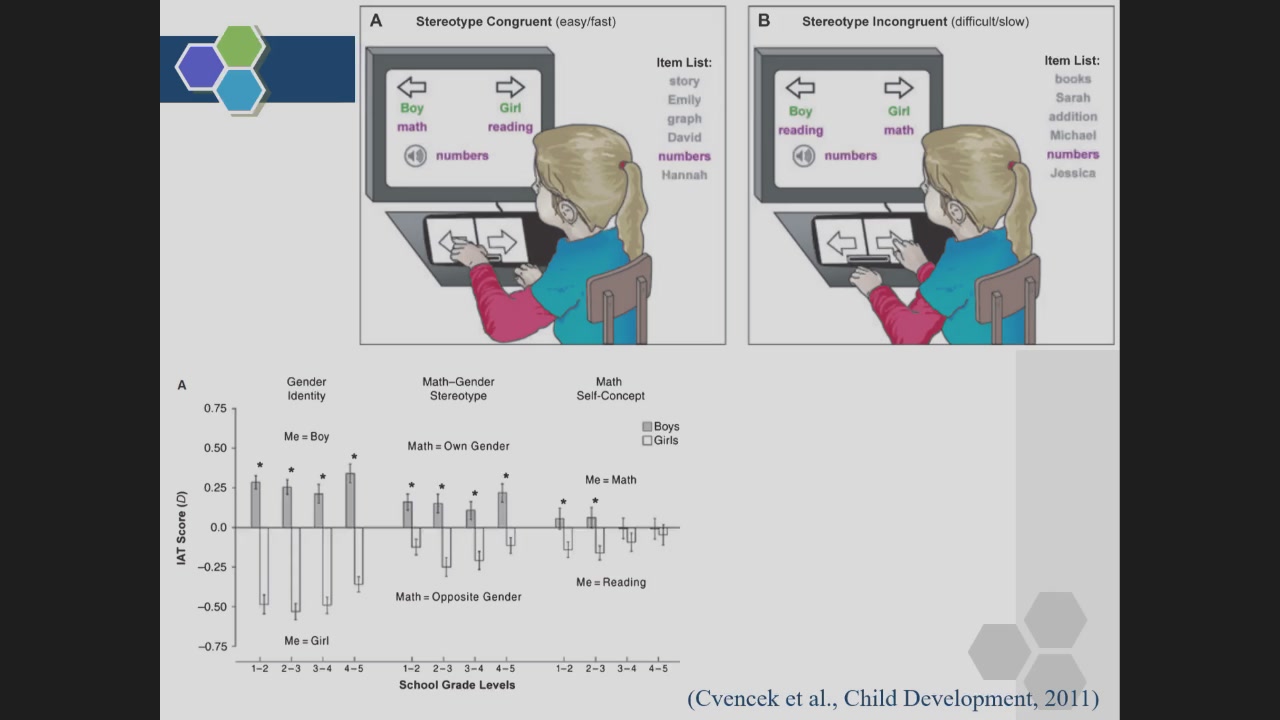 A Stereotype Congruent (easy/fast)
Item List:
story
Emily
graph
David
numbers
Hannah
Boy Girl
math reading
numbers
B Stereotype Incongruent (difficult/slow)
Item List:
books
Sarah
addition
Michael
numbers
Jessica
Boy Girl
reading math
numbers
A
Gender
Identity
Math–Gender
Stereotype
Math
Self-Concept
Boys
Girls
Me = Boy
Math = Own Gender
Me = Math
IAT Score (D)
0.75
0.50
0.25
0.0
−0.25
−0.50
−0.75
* * * * * * * * * *
Me = Reading
Math = Opposite Gender
Me = Girl
1–2 2–3 3–4 4–5 1–2 2–3 3–4 4–5 1–2 2–3 3–4 4–5
School Grade Levels
(Cvencek et al., Child Development, 2011)